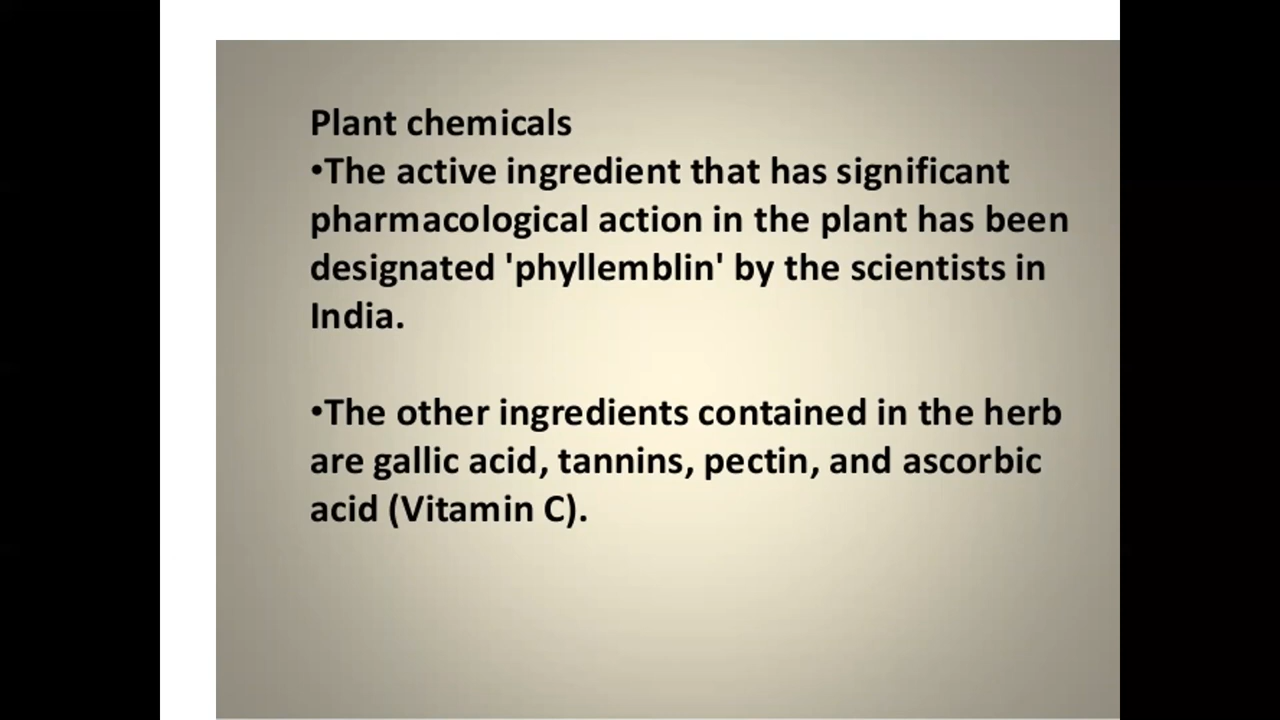 Plant chemicals
•The active ingredient that has significant
pharmacological action in the plant has been
designated 'phyllemblin' by the scientists in
India.
•The other ingredients contained in the herb
are gallic acid, tannins, pectin, and ascorbic
acid (Vitamin C).